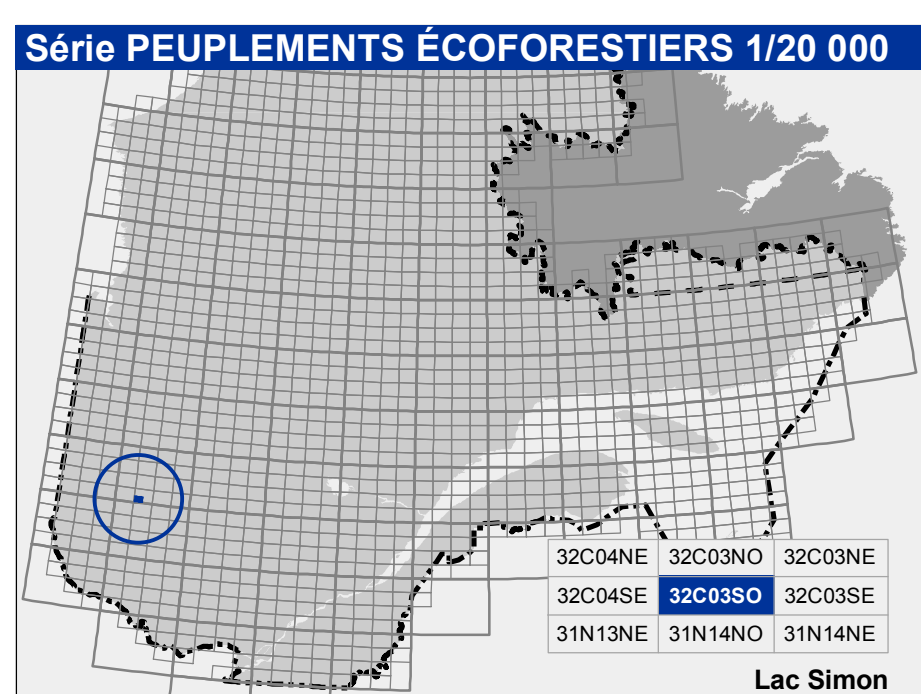 Série PEUPLEMENTS ÉCOFORESTIERS 1/20 000
32C04NE 32C03NO 32C03NE
32C04SE 32C03SO 32C03SE
31N13NE 31N14NO 31N14NE
Lac Simon